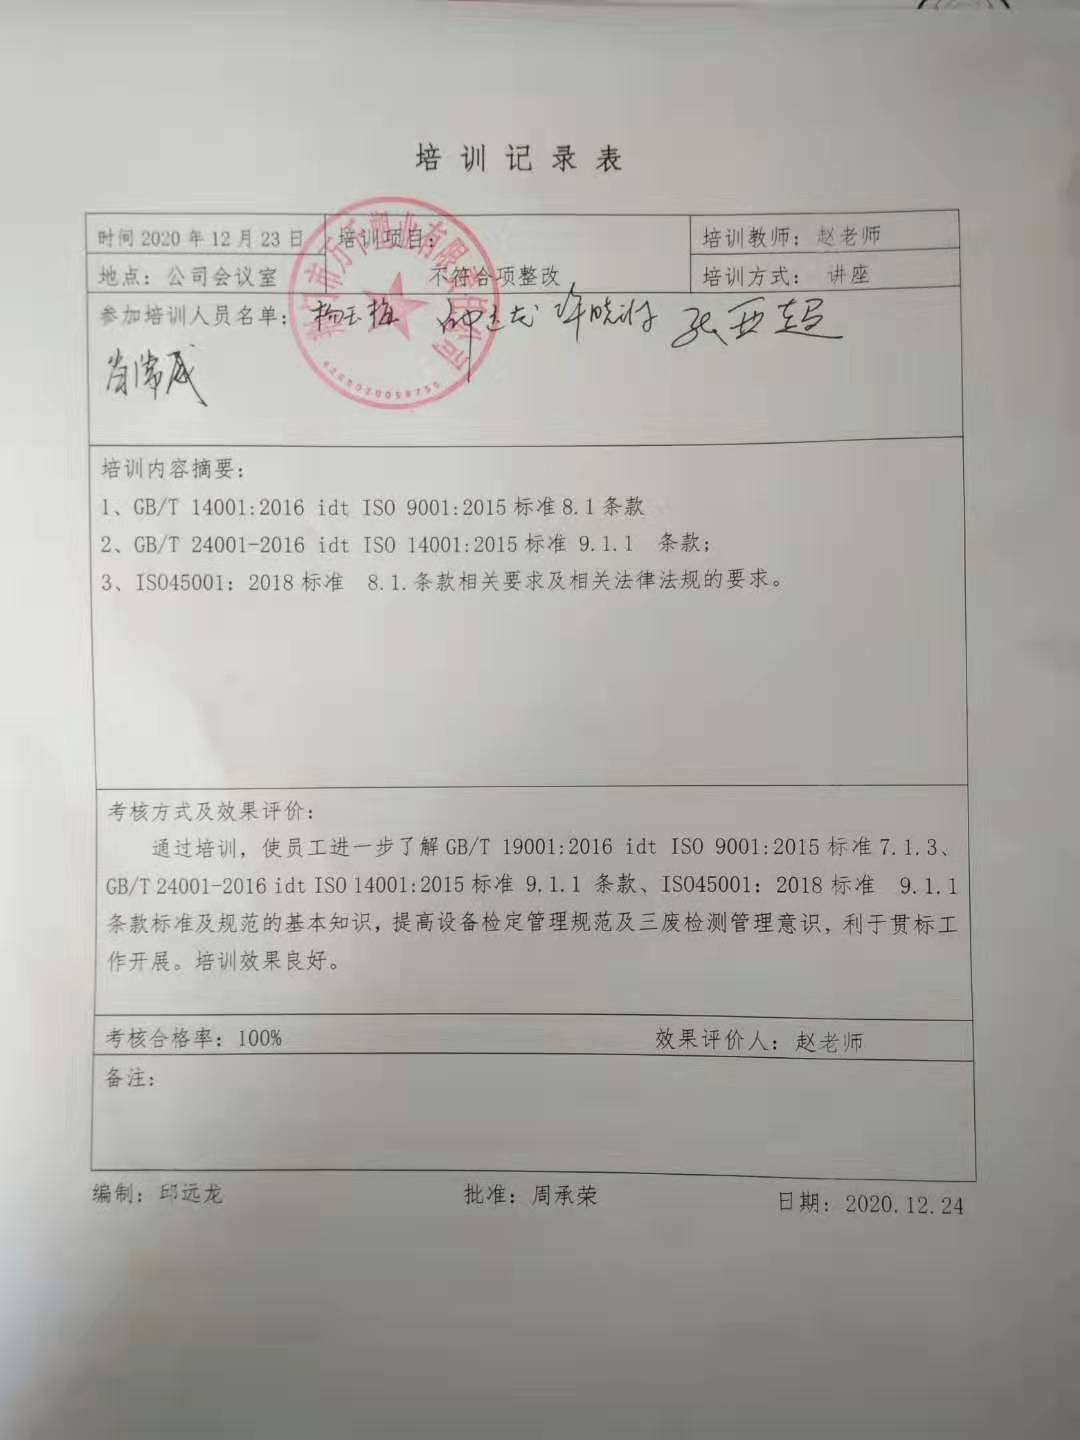 培训记录表
时间 2020 年 12 月 23 日
培训项目：
培训教师：赵老师
地点：公司会议室
不符合项整改
培训方式： 讲座
参加培训人员名单：杨玉梅 许晓 张亚超
肖常威
培训内容摘要：
1、GB/T 14001:2016 idt ISO 9001:2015 标准 8.1 条款
2、GB/T 24001-2016 idt ISO 14001:2015 标准 9.1.1 条款；
3、ISO45001：2018 标准 8.1.条款相关要求及相关法律法规的要求。
考核方式及效果评价：
通过培训，使员工进一步了解 GB/T 19001:2016 idt ISO 9001:2015 标准 7.1.3、
GB/T 24001-2016 idt ISO 14001:2015 标准 9.1.1 条款、ISO45001：2018 标准 9.1.1
条款标准及规范的基本知识，提高设备检定管理规范及三废检测管理意识，利于贯标工
作开展。培训效果良好。
考核合格率：100%
效果评价人：赵老师
备注：
编制：邱远龙
批准：周承荣
日期：2020.12.24